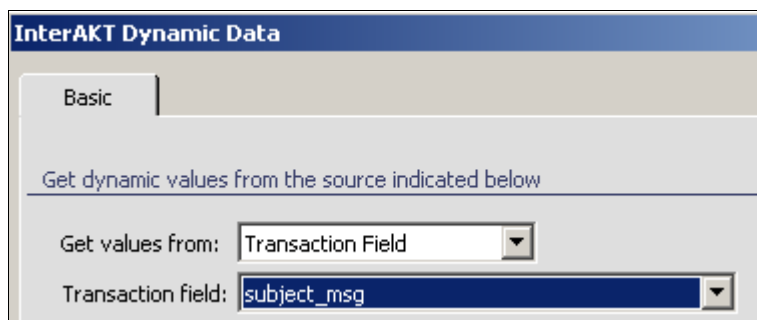 InterAKT Dynamic Data
Basic
Get dynamic values from the source indicated below
Get values from: Transaction Field
Transaction field: subject_msg